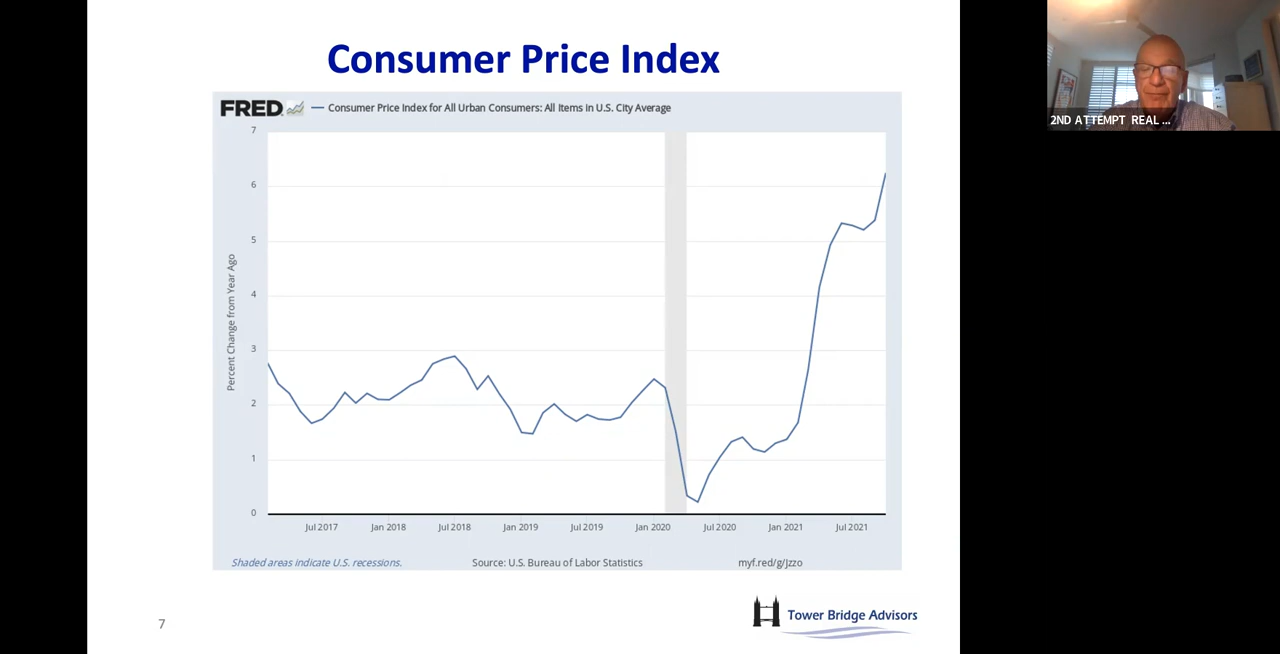 Consumer Price Index
FRED
Consumer Price Index for All Urban Consumers: All Items in U.S. City Average
Percent Change from Year Ago
7
6
5
4
3
2
1
0
Jul 2017 Jan 2018 Jul 2018 Jan 2019 Jul 2019 Jan 2020 Jul 2020 Jan 2021 Jul 2021
Shaded areas indicate U.S. recessions. Source: U.S. Bureau of Labor Statistics myf.red/g/Jzzo
7
Tower Bridge Advisors
2ND ATTEMPT REAL ...